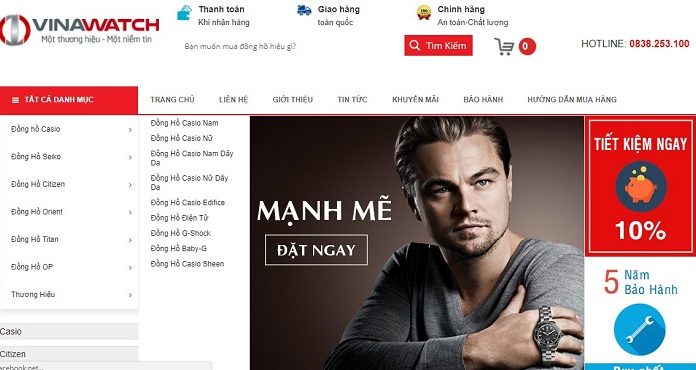 VINAWATCH
Một thương hiệu - Một niềm tin
Thanh toán
Khi nhận hàng
Giao hàng
toàn quốc
Chính hãng
An toàn-Chất lượng
Bạn muốn mua đồng hồ hiệu gì?
Tìm Kiếm
0
HOTLINE: 0838.253.100
TẤT CẢ DANH MỤC
TRANG CHỦ
LIÊN HỆ
GIỚI THIỆU
TIN TỨC
KHUYẾN MÃI
BẢO HÀNH
HƯỚNG DẪN MUA HÀNG
Đồng hồ Casio
Đồng Hồ Seiko
Đồng Hồ Citizen
Đồng Hồ Orient
Đồng Hồ Titan
Đồng Hồ OP
Thương Hiệu
Casio
Citizen
Đồng Hồ Casio Nam
Đồng Hồ Casio Nữ
Đồng Hồ Casio Nam Dây
Da
Đồng Hồ Casio Nữ Dây
Da
Đồng Hồ Casio Edifice
Đồng Hồ Điện Tử
Đồng Hồ G-Shock
Đồng Hồ Baby-G
Đồng Hồ Casio Sheen
MẠNH MẼ
ĐẶT NGAY
TIẾT KIỆM NGAY
10%
5 Năm
Bảo Hành